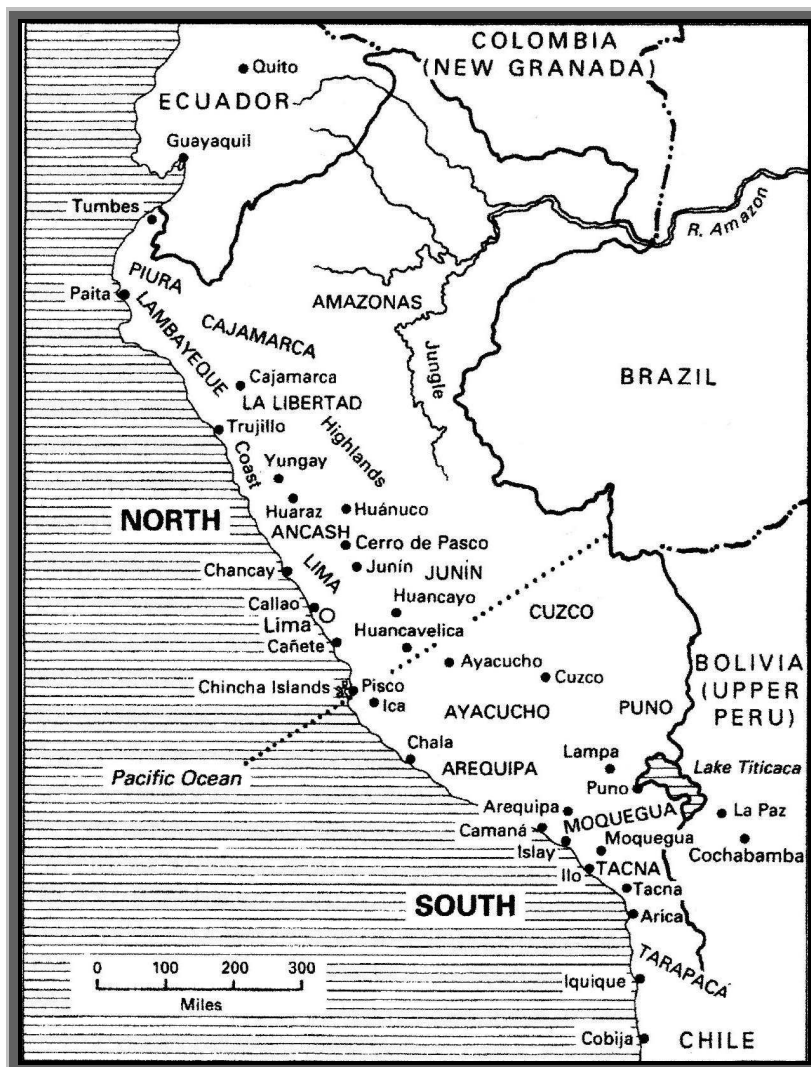 COLOMBIA
(NEW GRANADA)
Quito
ECUADOR
Guayaquil
R. Amazon
Tumbes
PIURA
Paita
LAMBAYEQUE
AMAZONAS
CAJAMARCA
Jungle
BRAZIL
Cajamarca
LA LIBERTAD
Trujillo
Highlands
Coast
Yungay
Huaraz
Huánuco
NORTH
ANCASH
Cerro de Pasco
LIMA
Junín
JUNÍN
Chancay
Huancayo
Callao
CUZCO
Lima
Huancavelica
Cañete
Ayacucho
Cuzco
BOLIVIA
(UPPER
PERU)
Chincha Islands
Pisco
Ica
AYACUCHO
PUNO
Chala
Lampa
Lake Titicaca
Pacific Ocean
AREQUIPA
Puno
Arequipa
MOQUEGUA
La Paz
Camaná
Moquegua
Cochabamba
Islay
Ilo
TACNA
Tacna
SOUTH
Arica
TARAPACÁ
0 100 200 300
Miles
Iquique
Cobija
CHILE